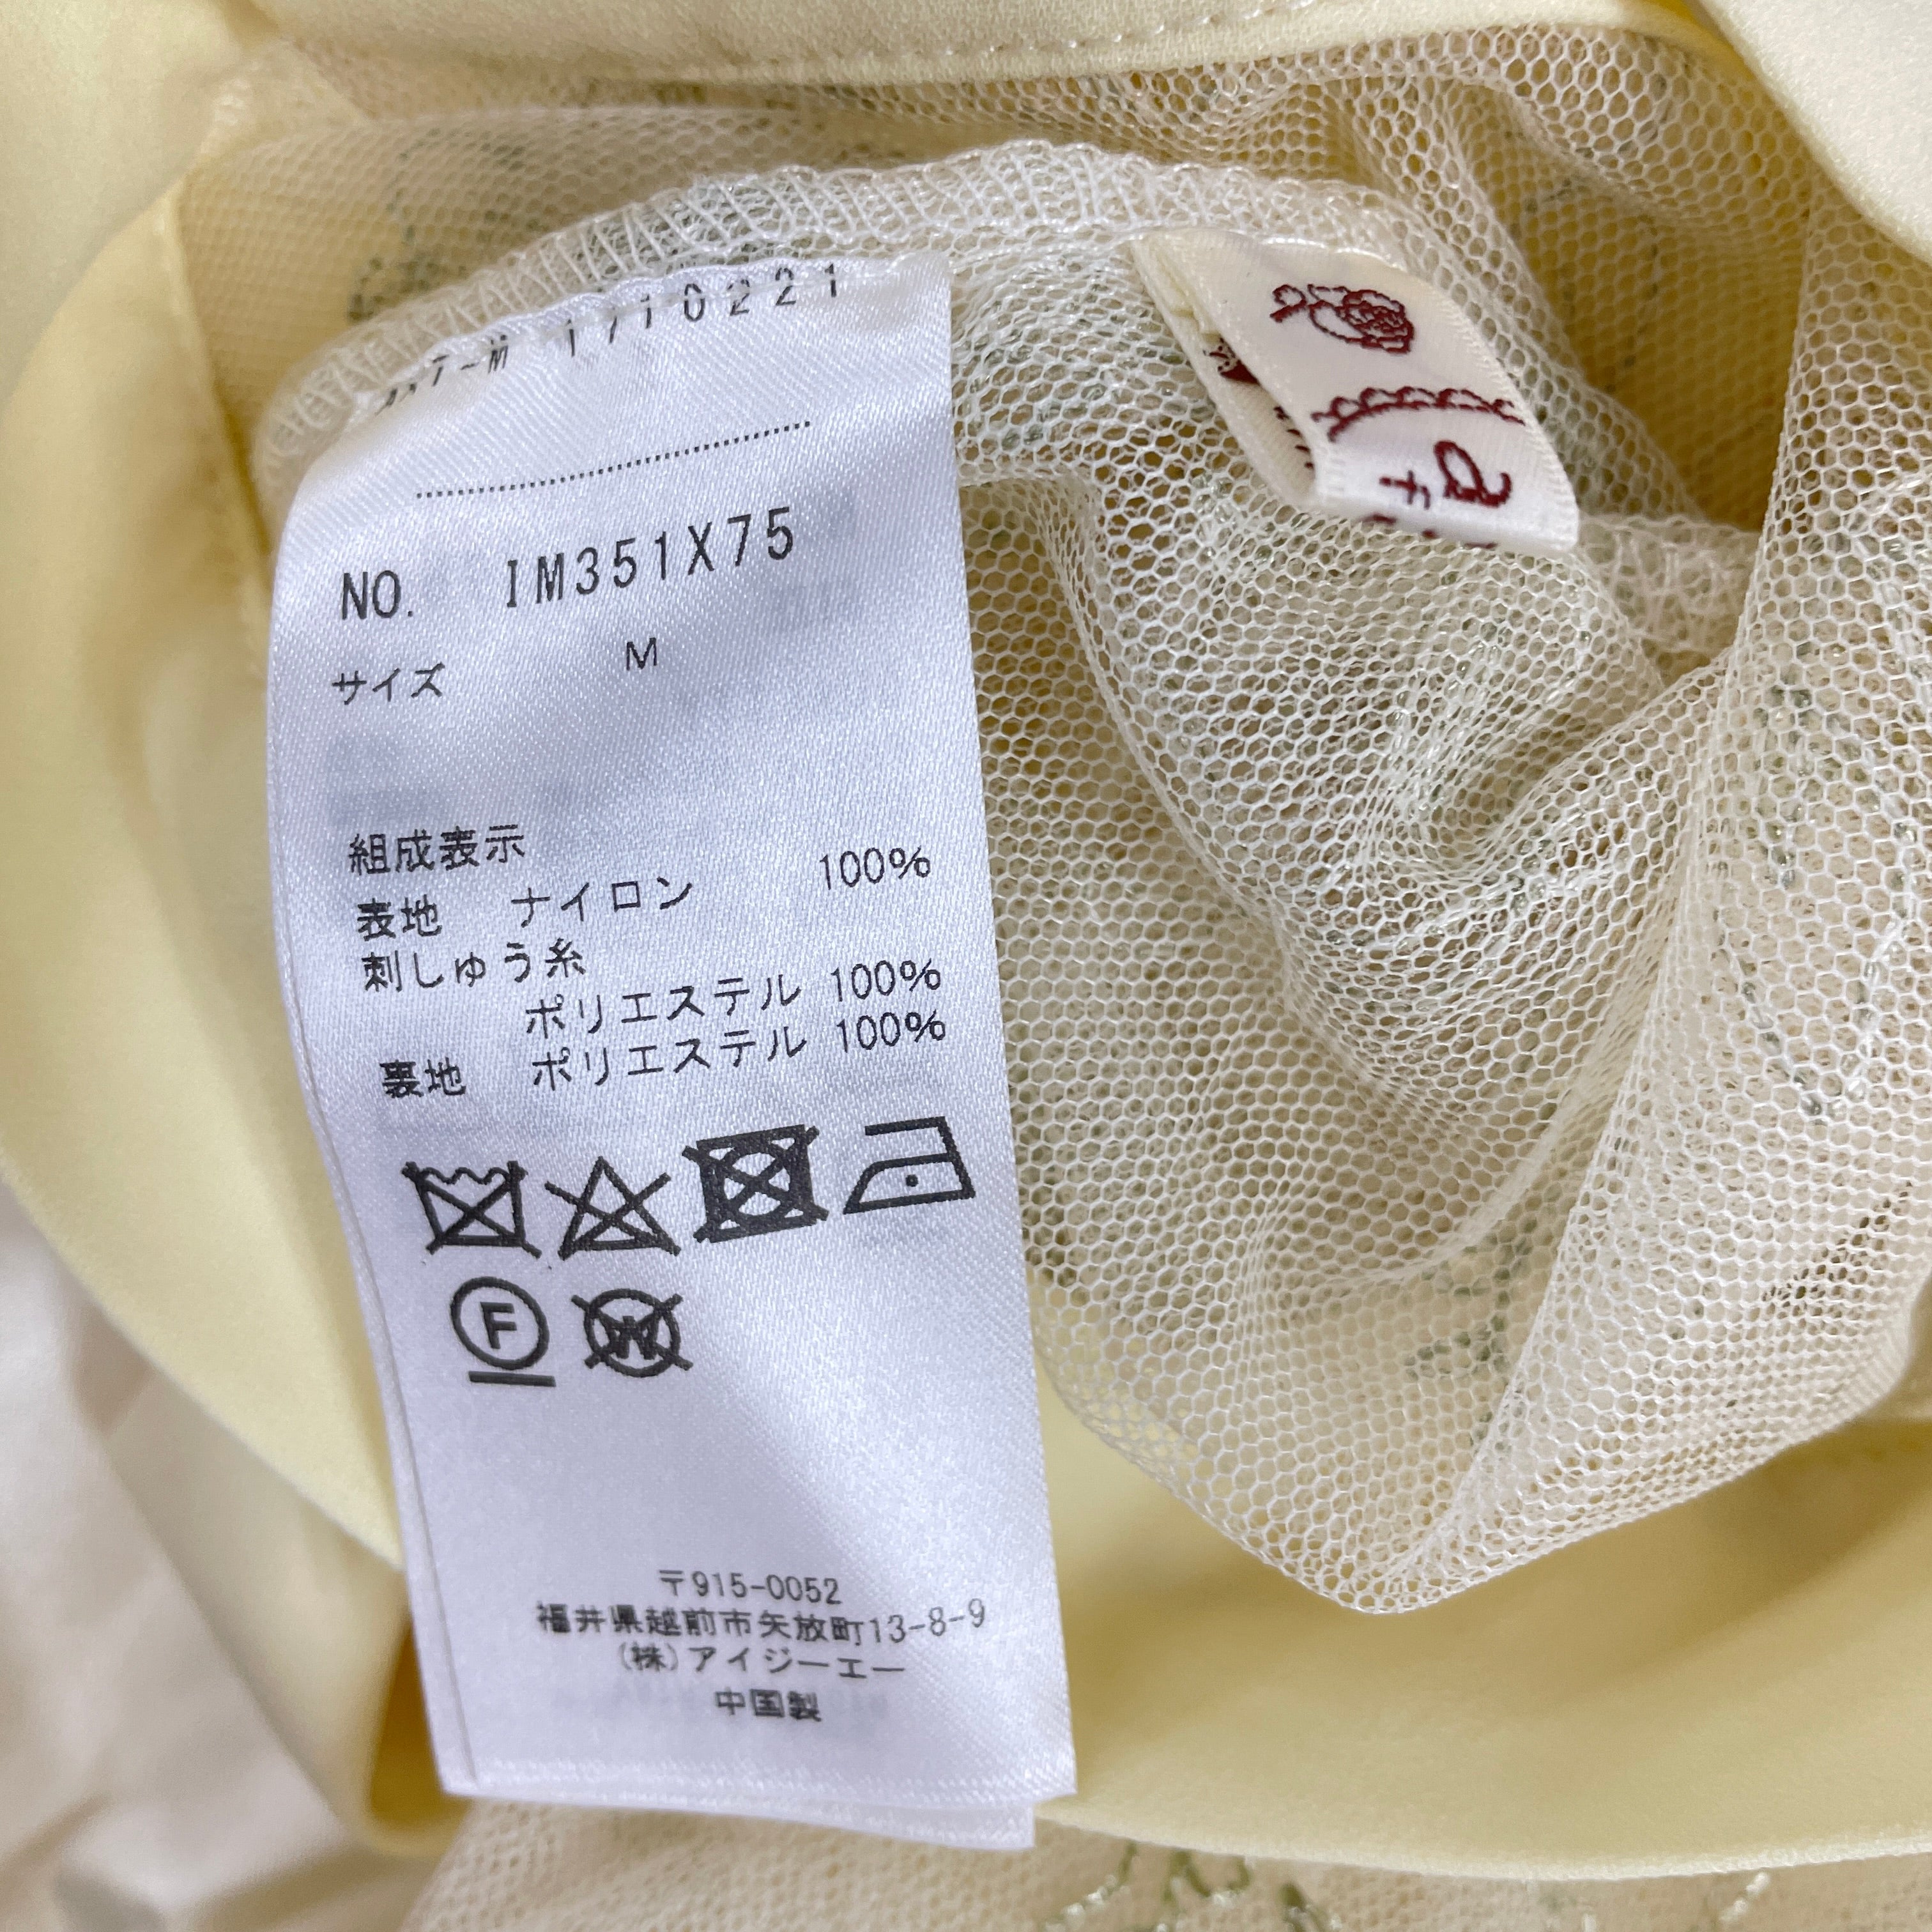 1710221
NO. IM351X75
サイズ M
組成表示
表地 ナイロン 100%
刺しゅう糸
ポリエステル 100%
裏地 ポリエステル 100%
F
W
〒915-0052
福井県越前市矢放町13-8-9
(株)アイジーエー
中国製